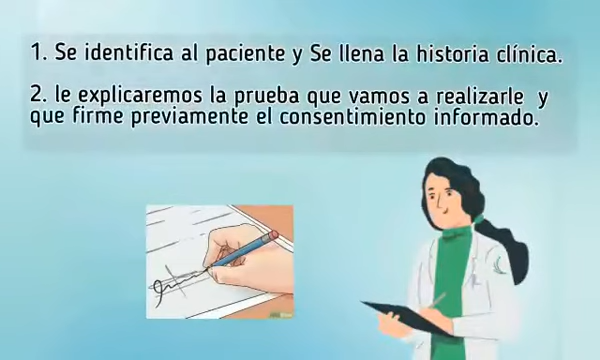 1. Se identifica al paciente y Se llena la historia clínica.
2. le explicaremos la prueba que vamos a realizarle y
que firme previamente el consentimiento informado.